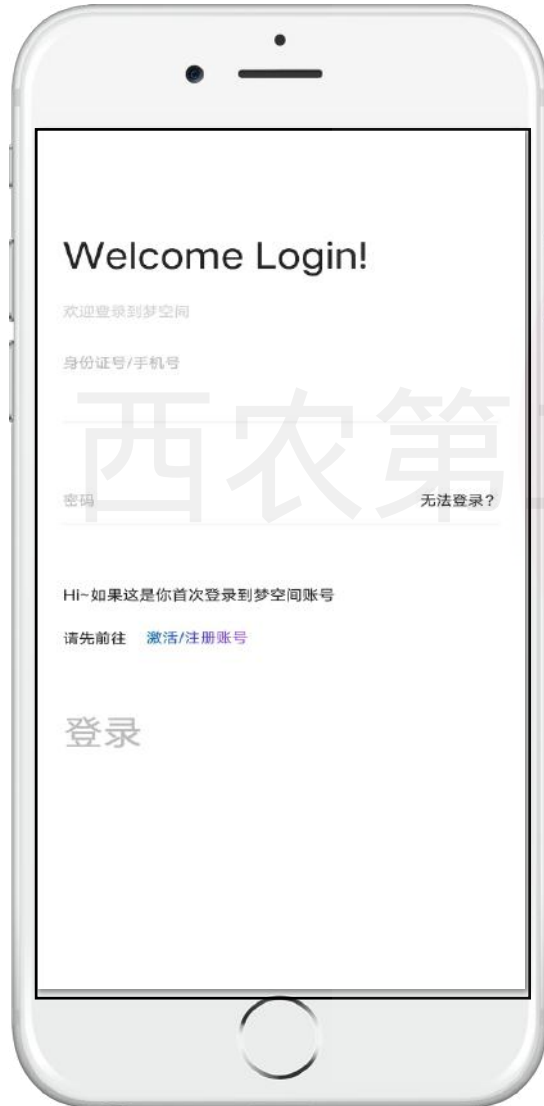 Welcome Login!
欢迎登录到梦空间
身份证号/手机号
西农第
密码 无法登录?
Hi~如果这是你首次登录到梦空间账号
请先前往 激活/注册账号
登录